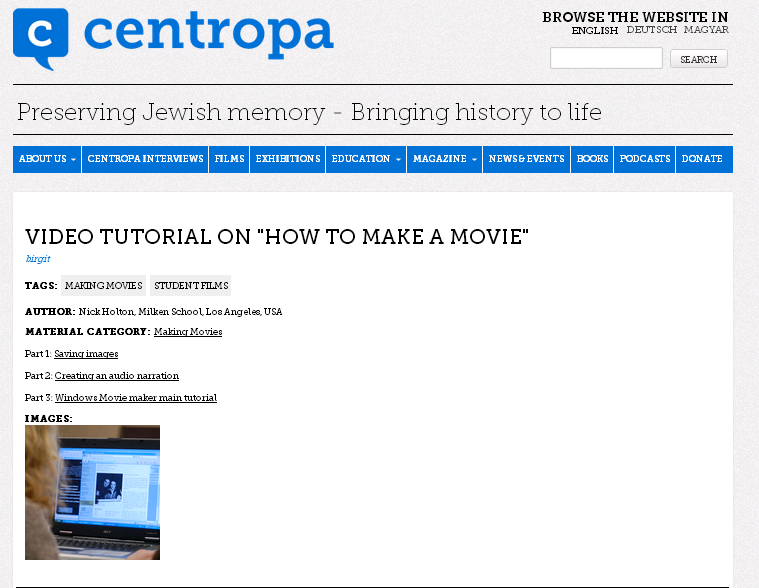 c centropa
BROWSE THE WEBSITE IN
ENGLISH DEUTSCH MAGYAR
SEARCH
Preserving Jewish memory - Bringing history to life
ABOUT US CENTROPA INTERVIEWS FILMS EXHIBITIONS EDUCATION MAGAZINE NEWS & EVENTS BOOKS PODCASTS DONATE
VIDEO TUTORIAL ON "HOW TO MAKE A MOVIE"
birgit
TAGS: MAKING MOVIES STUDENT FILMS
AUTHOR: Nick Holton, Milken School, Los Angeles, USA
MATERIAL CATEGORY: Making Movies
Part 1: Saving images
Part 2: Creating an audio narration
Part 3: Windows Movie maker main tutorial
IMAGES: